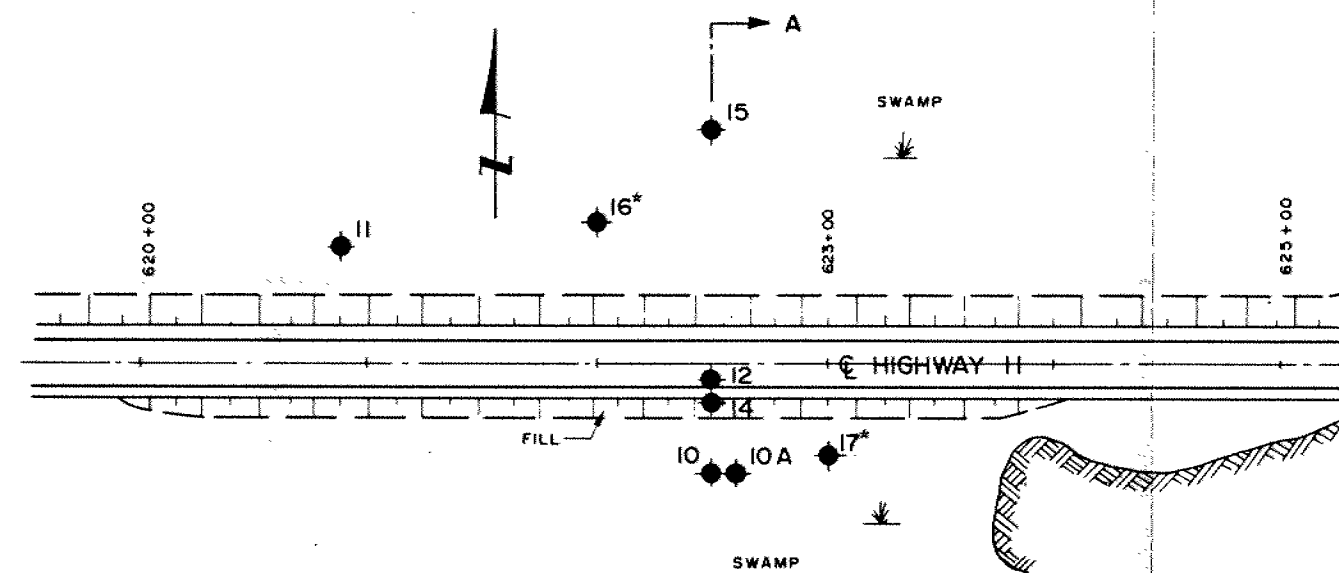 A
15
SWAMP
N
16*
11
620+00
623+00
625+00
℄ HIGHWAY 11
12
14
FILL
17*
10
10A
SWAMP